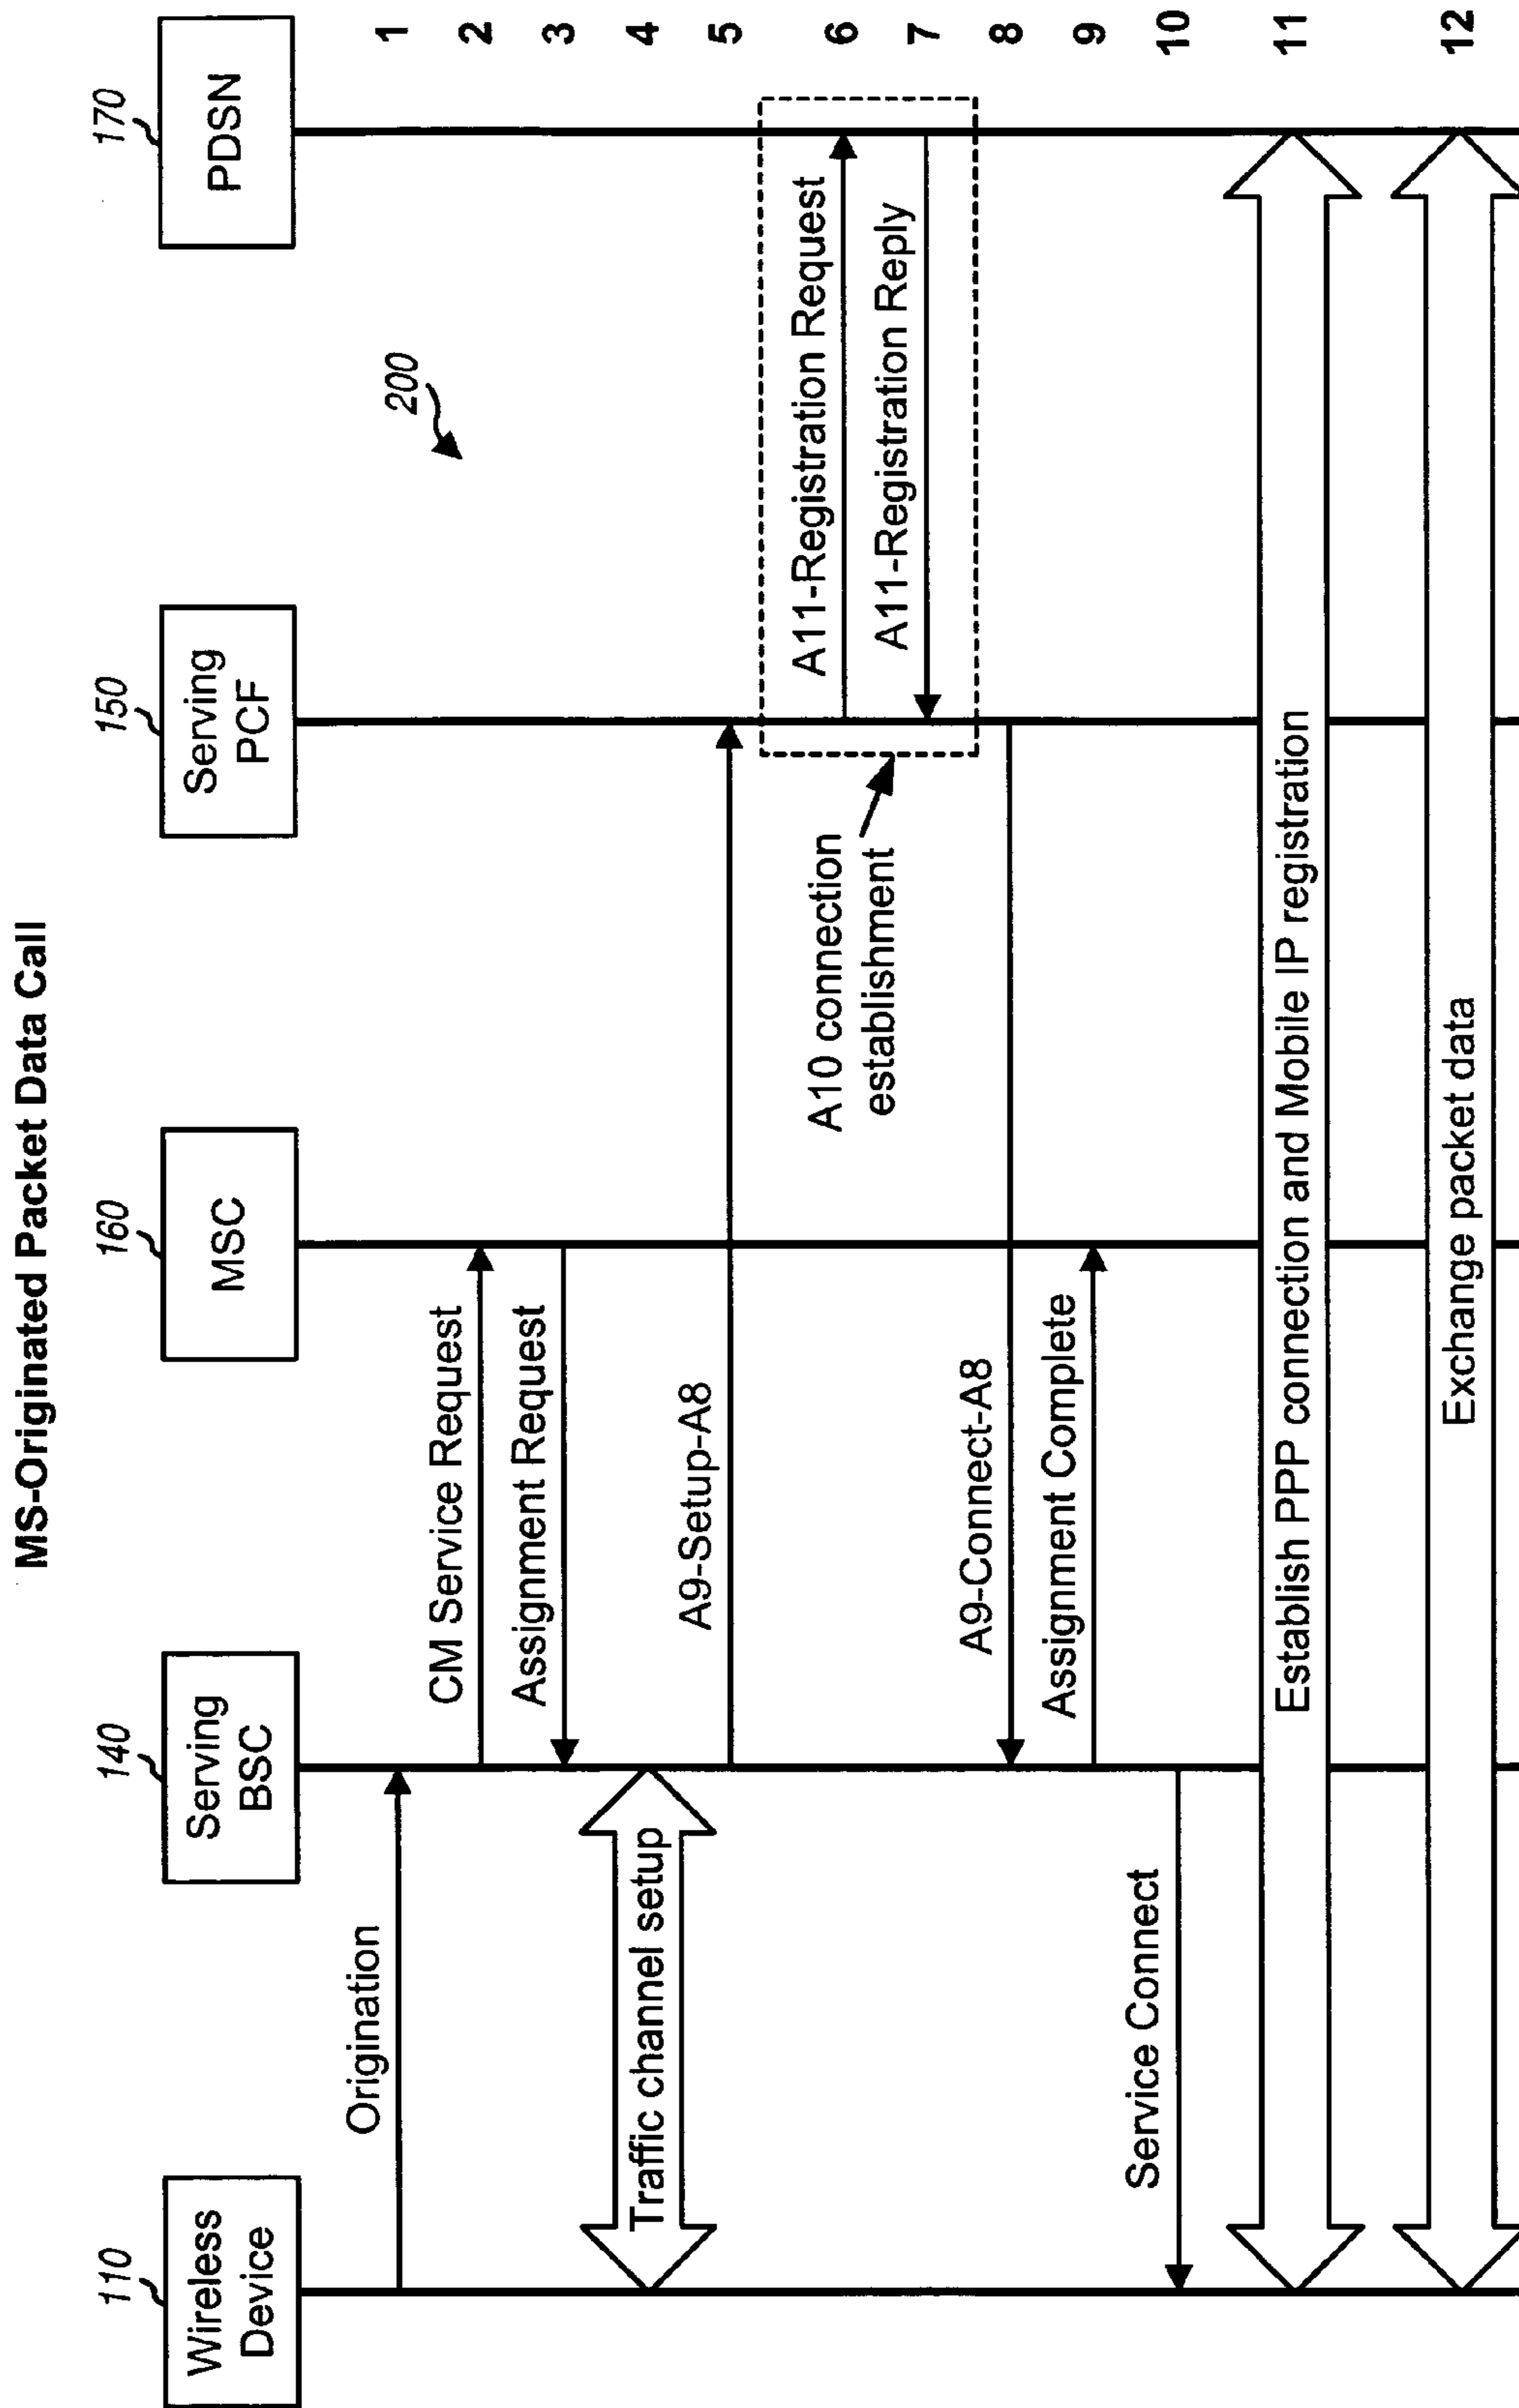 MS-Originated Packet Data Call
110
140
160
150
170
Wireless
Device
Serving
BSC
MSC
Serving
PCF
PDSN
200
Origination
1
CM Service Request
2
Assignment Request
3
Traffic channel setup
4
A9-Setup-A8
5
A10 connection
establishment
A11-Registration Request
6
A11-Registration Reply
7
A9-Connect-A8
8
Assignment Complete
9
Service Connect
10
Establish PPP connection and Mobile IP registration
11
Exchange packet data
12